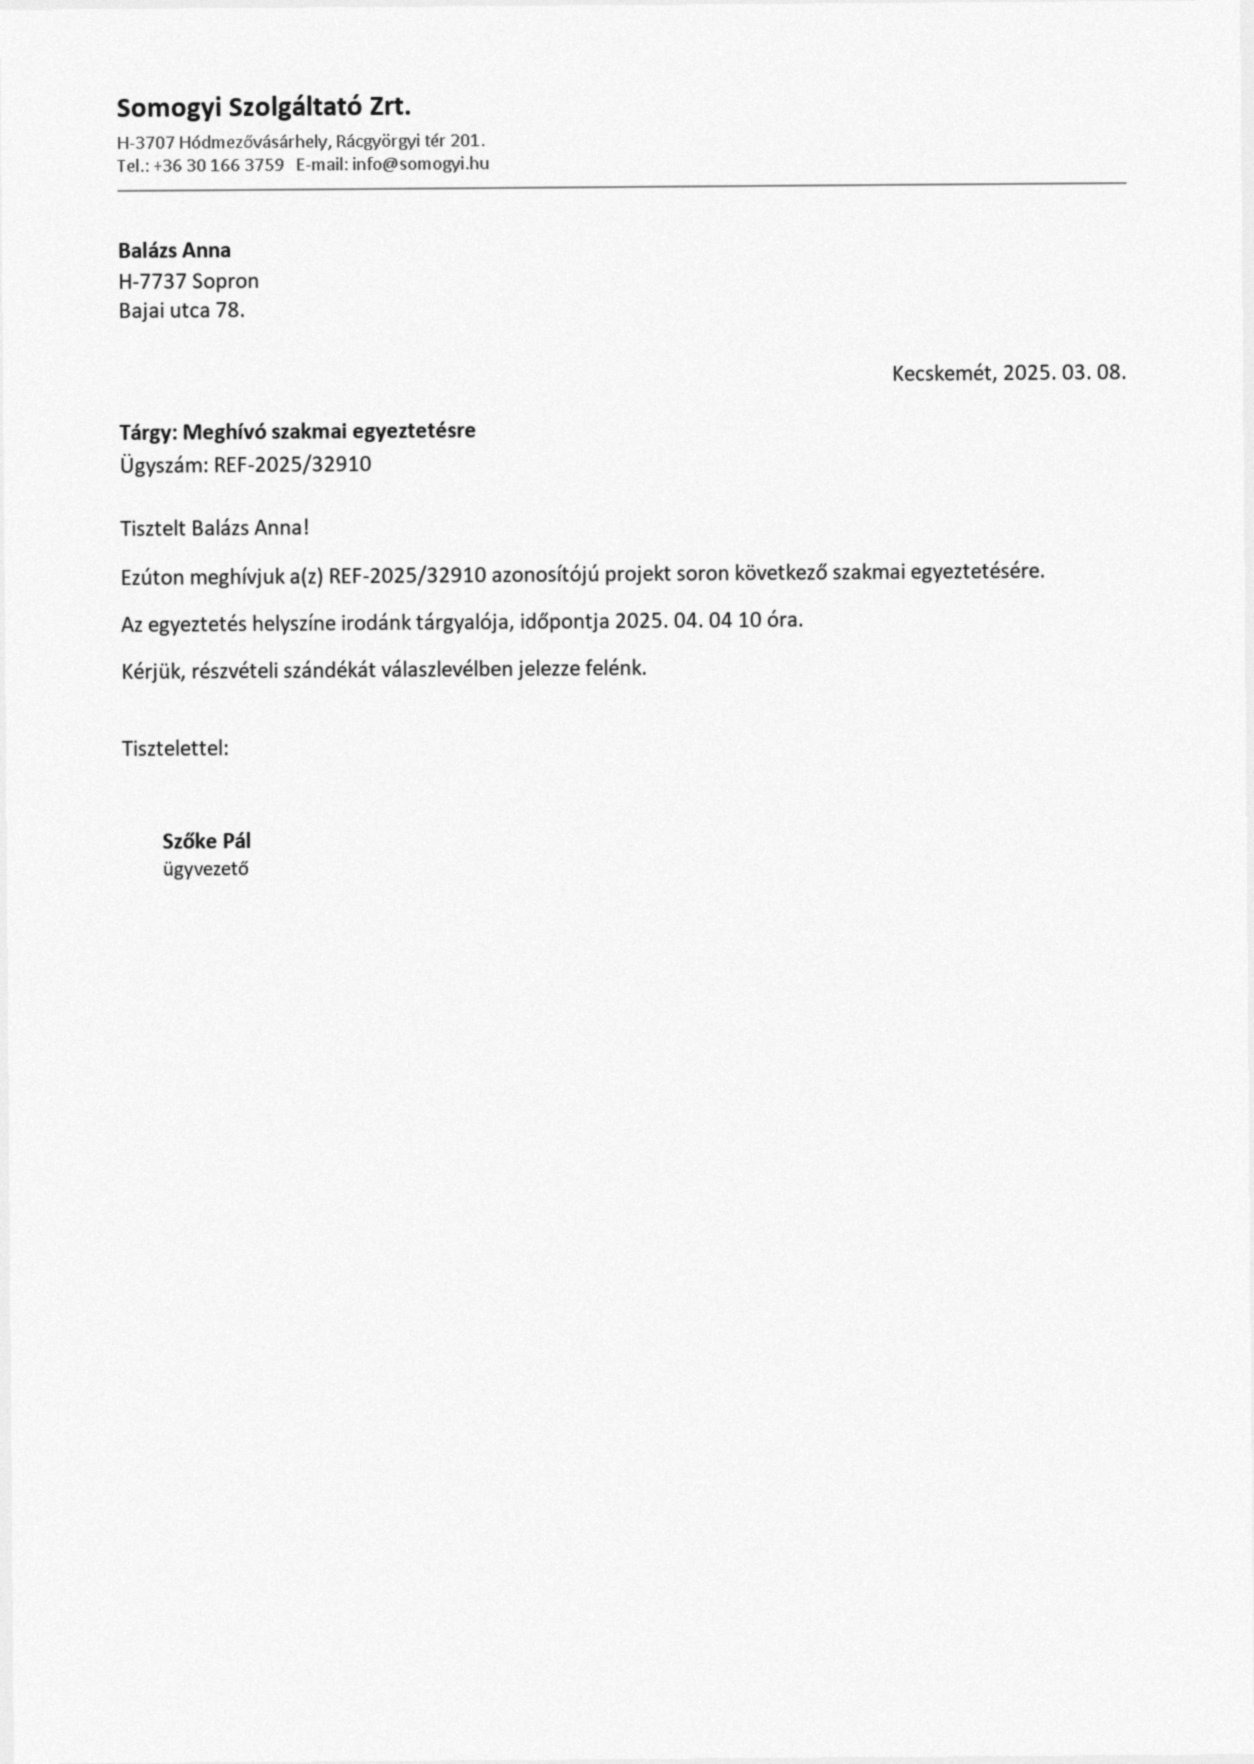 Somogyi Szolgáltató Zrt.
H-3707 Hódmezővásárhely, Rácgyörgyi tér 201.
Tel.: +36 30 166 3759 E-mail: info@somogyi.hu
Balázs Anna
H-7737 Sopron
Bajai utca 78.
Kecskemét, 2025. 03. 08.
Tárgy: Meghívó szakmai egyeztetésre
Ügyszám: REF-2025/32910
Tisztelt Balázs Anna!
Ezúton meghívjuk a(z) REF-2025/32910 azonosítójú projekt soron következő szakmai egyeztetésére.
Az egyeztetés helyszíne irodánk tárgyalója, időpontja 2025. 04. 04 10 óra.
Kérjük, részvételi szándékát válaszlevélben jelezze felénk.
Tisztelettel:
Szőke Pál
ügyvezető